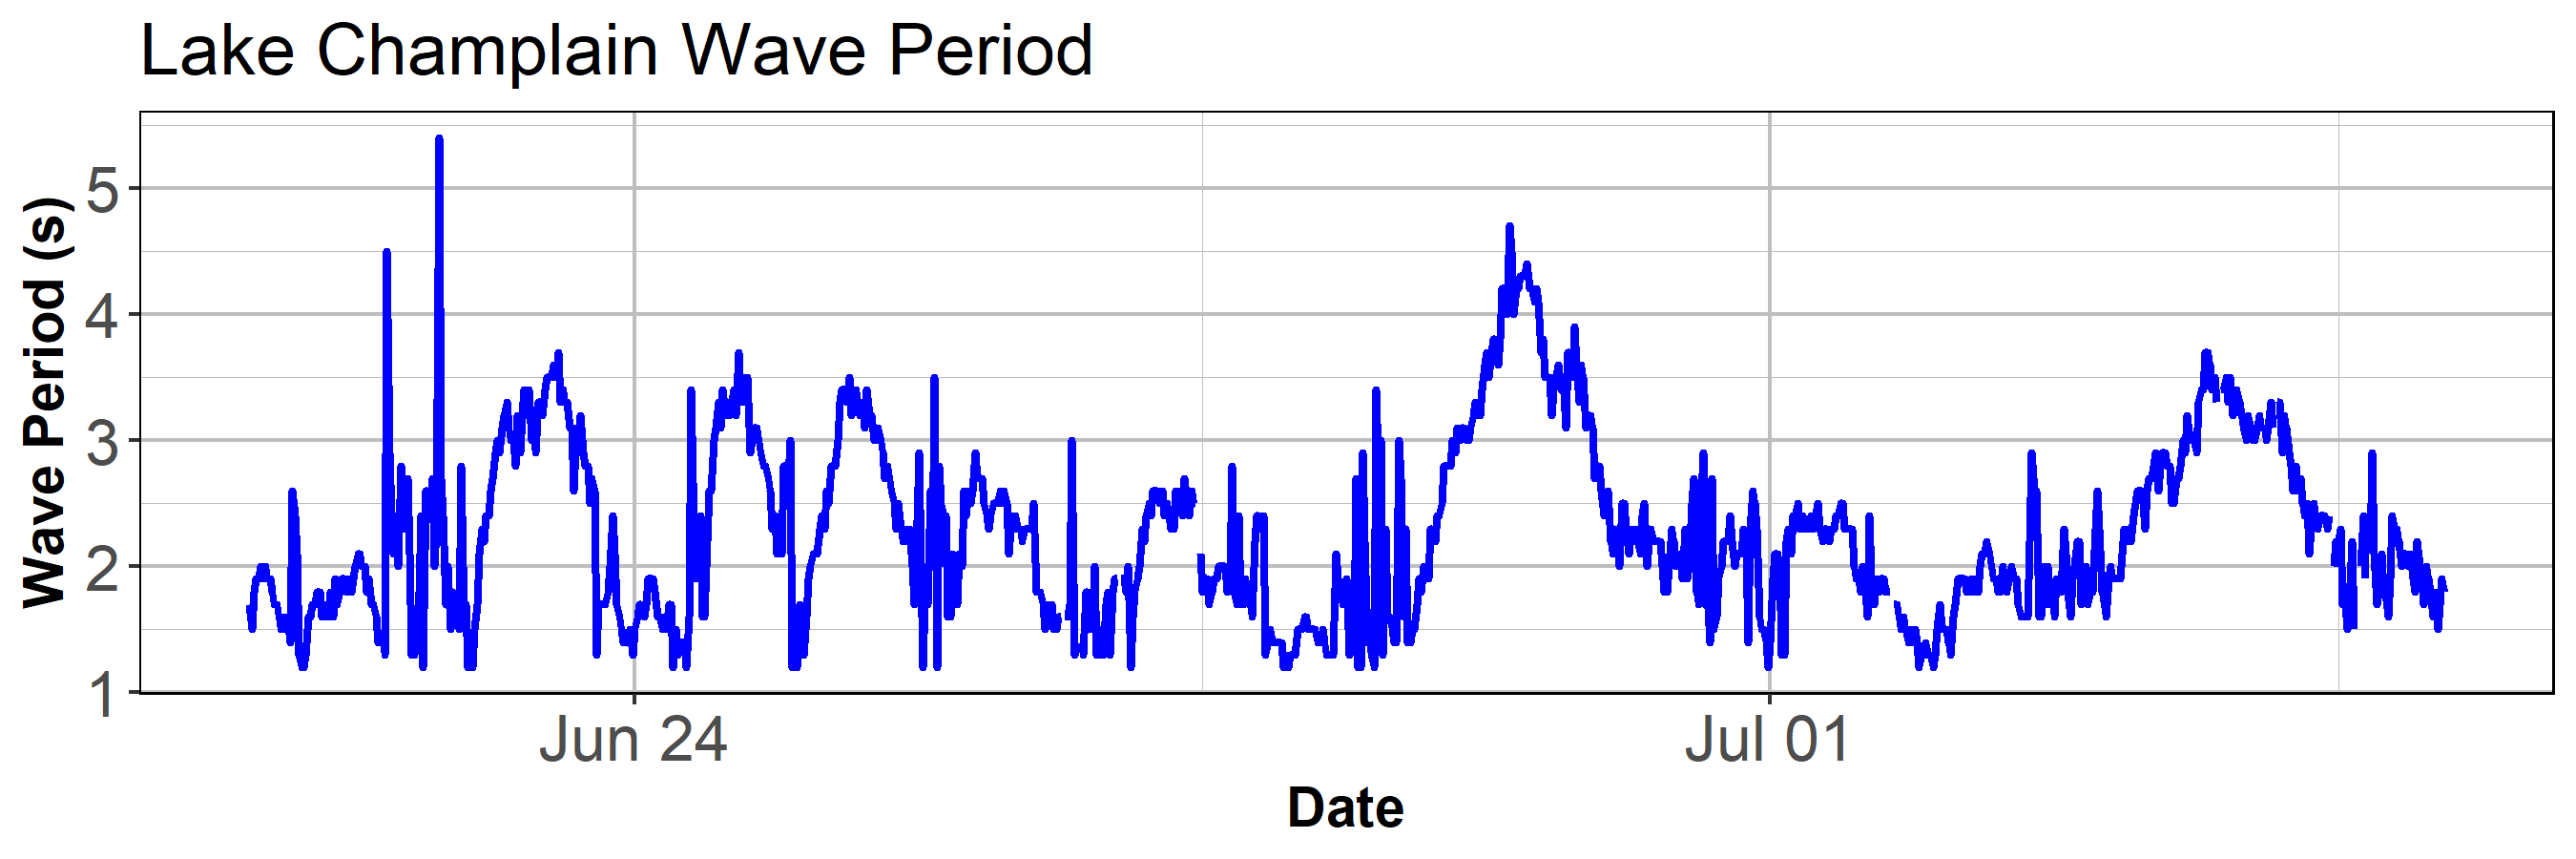 Lake Champlain Wave Period
Wave Period (s)
5
4
3
2
1
Jun 24
Jul 01
Date